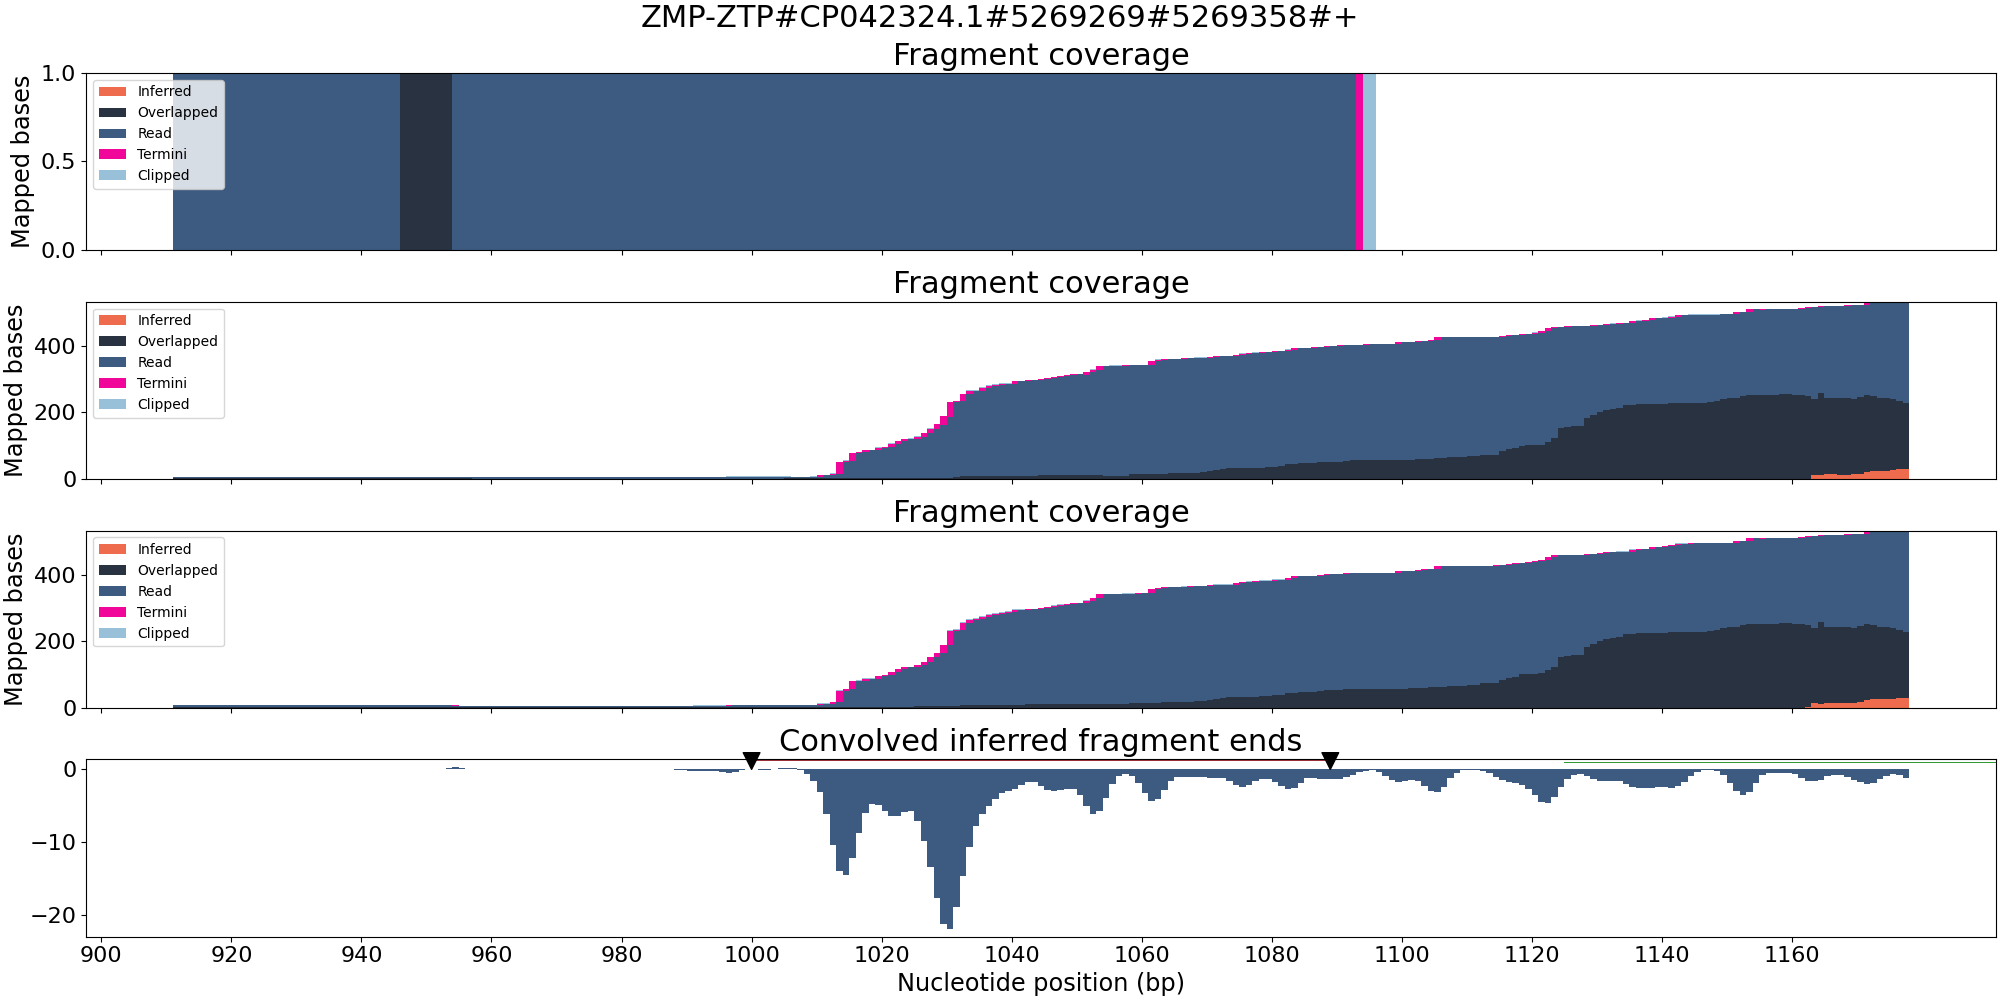 ZMP-ZTP#CP042324.1#5269269#5269358#+
Fragment coverage
Mapped bases
1.0
0.5
0.0
Inferred
Overlapped
Read
Termini
Clipped
Fragment coverage
Mapped bases
400
200
0
Inferred
Overlapped
Read
Termini
Clipped
Fragment coverage
Mapped bases
400
200
0
Inferred
Overlapped
Read
Termini
Clipped
Convolved inferred fragment ends
0
−10
−20
900 920 940 960 980 1000 1020 1040 1060 1080 1100 1120 1140 1160
Nucleotide position (bp)